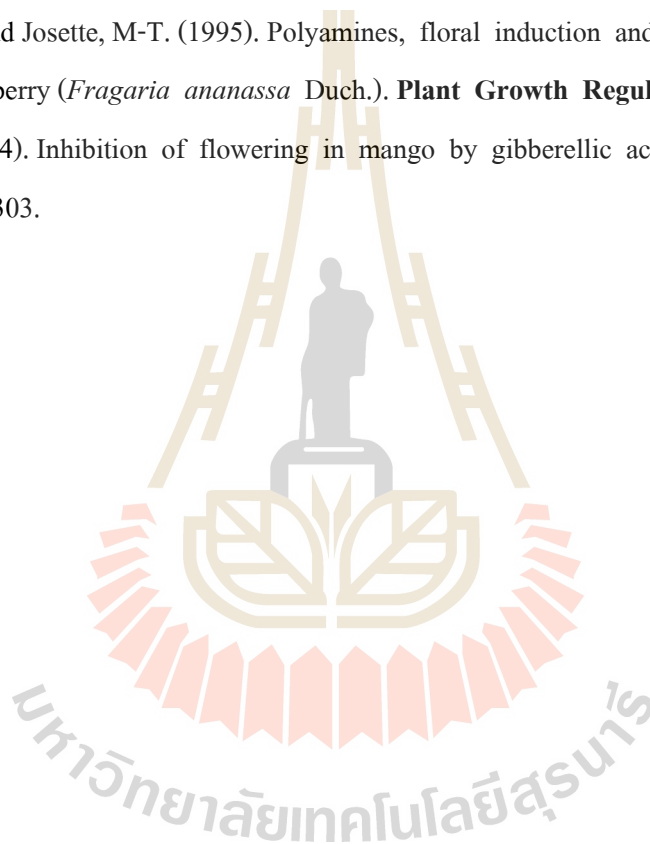 d Josette, M-T. (1995). Polyamines, floral induction and
berry (Fragaria ananassa Duch.). Plant Growth Regul
4). Inhibition of flowering in mango by gibberellic ac
303.
มหาวิทยาลัยเทคโนโลยีสุรนารี